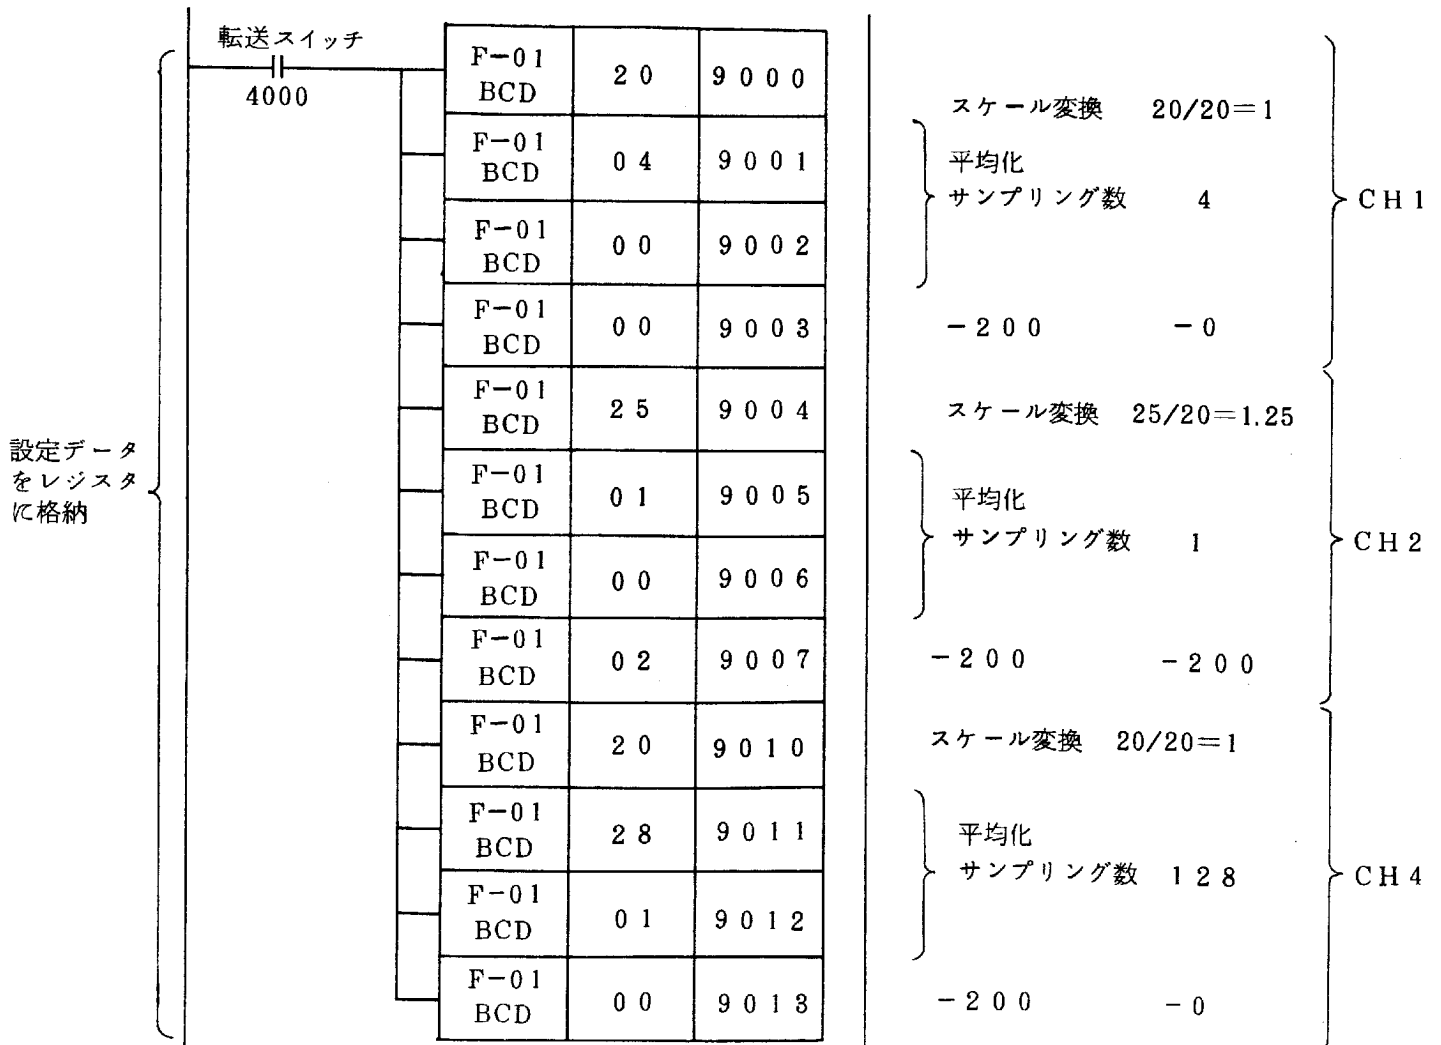 転送スイッチ
4000
設定データ
をレジスタ
に格納
F-01
BCD
20
9000
F-01
BCD
04
9001
F-01
BCD
00
9002
F-01
BCD
00
9003
F-01
BCD
25
9004
F-01
BCD
01
9005
F-01
BCD
00
9006
F-01
BCD
02
9007
F-01
BCD
20
9010
F-01
BCD
28
9011
F-01
BCD
01
9012
F-01
BCD
00
9013
スケール変換 20/20=1
平均化
サンプリング数 4
-200 -0
CH1
スケール変換 25/20=1.25
平均化
サンプリング数 1
-200 -200
CH2
スケール変換 20/20=1
平均化
サンプリング数 128
-200 -0
CH4